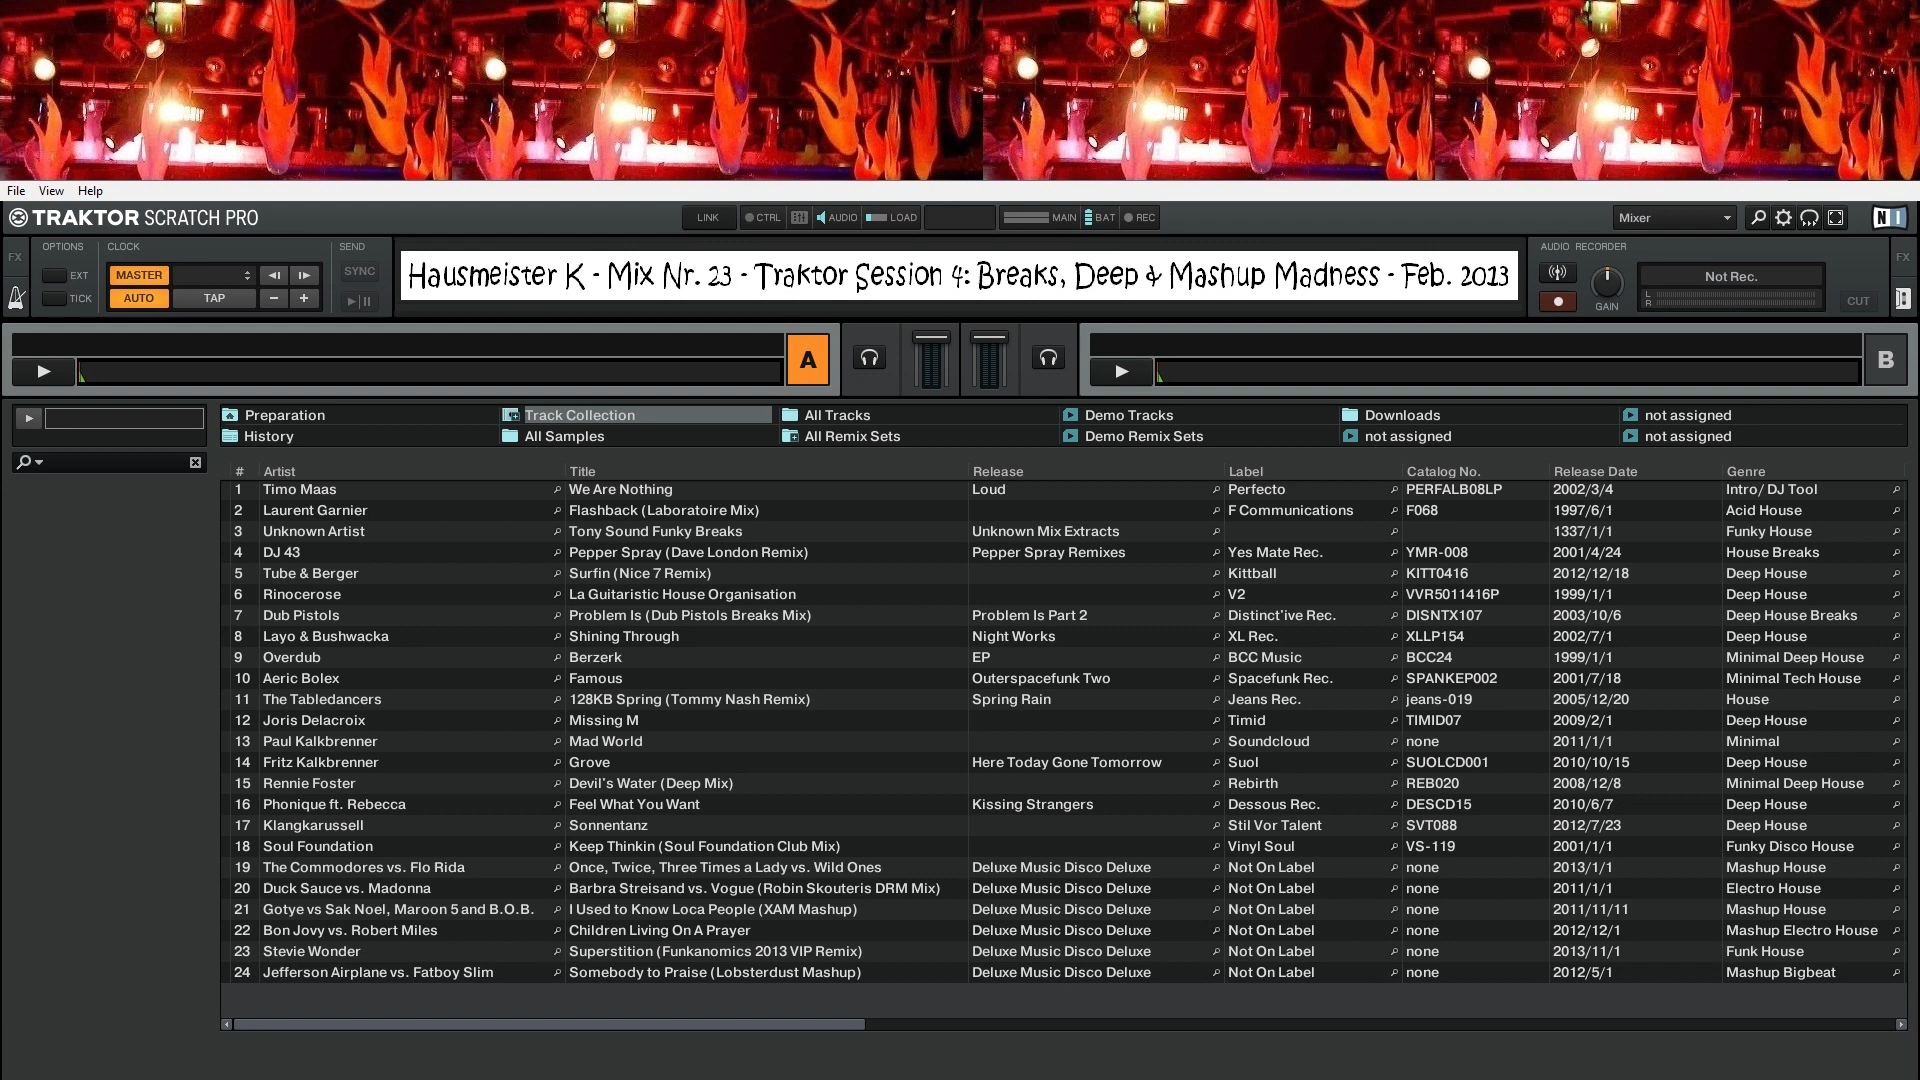 File View Help
TRAKTOR SCRATCH PRO LINK CTRL AUDIO LOAD MAIN BAT REC Mixer NI
FX OPTIONS CLOCK SEND AUDIO RECORDER FX
EXT MASTER SYNC Hausmeister K - Mix Nr. 23 - Traktor Session 4: Breaks, Deep & Mashup Madness - Feb. 2013 Not Rec.
TICK AUTO TAP GAIN L R CUT
A B
Preparation Track Collection All Tracks Demo Tracks Downloads not assigned
History All Samples All Remix Sets Demo Remix Sets not assigned not assigned
# Artist Title Release Label Catalog No. Release Date Genre
1 Timo Maas We Are Nothing Loud Perfecto PERFALB08LP 2002/3/4 Intro/ DJ Tool
2 Laurent Garnier Flashback (Laboratoire Mix) F Communications F068 1997/6/1 Acid House
3 Unknown Artist Tony Sound Funky Breaks Unknown Mix Extracts 1337/1/1 Funky House
4 DJ 43 Pepper Spray (Dave London Remix) Pepper Spray Remixes Yes Mate Rec. YMR-008 2001/4/24 House Breaks
5 Tube & Berger Surfin (Nice 7 Remix) Kittball KITT0416 2012/12/18 Deep House
6 Rinocerose La Guitaristic House Organisation V2 VVR5011416P 1999/1/1 Deep House
7 Dub Pistols Problem Is (Dub Pistols Breaks Mix) Problem Is Part 2 Distinct'ive Rec. DISNTX107 2003/10/6 Deep House Breaks
8 Layo & Bushwacka Shining Through Night Works XL Rec. XLLP154 2002/7/1 Deep House
9 Overdub Berzerk EP BCC Music BCC24 1999/1/1 Minimal Deep House
10 Aeric Bolex Famous Outerspacefunk Two Spacefunk Rec. SPANKEP002 2001/7/18 Minimal Tech House
11 The Tabledancers 128KB Spring (Tommy Nash Remix) Spring Rain Jeans Rec. jeans-019 2005/12/20 House
12 Joris Delacroix Missing M Timid TIMID07 2009/2/1 Deep House
13 Paul Kalkbrenner Mad World Soundcloud none 2011/1/1 Minimal
14 Fritz Kalkbrenner Grove Here Today Gone Tomorrow Suol SUOLCD001 2010/10/15 Deep House
15 Rennie Foster Devil's Water (Deep Mix) Rebirth REB020 2008/12/8 Minimal Deep House
16 Phonique ft. Rebecca Feel What You Want Kissing Strangers Dessous Rec. DESCD15 2010/6/7 Deep House
17 Klangkarussell Sonnentanz Stil Vor Talent SVT088 2012/7/23 Deep House
18 Soul Foundation Keep Thinkin (Soul Foundation Club Mix) Vinyl Soul VS-119 2001/1/1 Funky Disco House
19 The Commodores vs. Flo Rida Once, Twice, Three Times a Lady vs. Wild Ones Deluxe Music Disco Deluxe Not On Label none 2013/1/1 Mashup House
20 Duck Sauce vs. Madonna Barbra Streisand vs. Vogue (Robin Skouteris DRM Mix) Deluxe Music Disco Deluxe Not On Label none 2011/1/1 Electro House
21 Gotye vs Sak Noel, Maroon 5 and B.O.B. I Used to Know Loca People (XAM Mashup) Deluxe Music Disco Deluxe Not On Label none 2011/11/11 Mashup House
22 Bon Jovy vs. Robert Miles Children Living On A Prayer Deluxe Music Disco Deluxe Not On Label none 2012/12/1 Mashup Electro House
23 Stevie Wonder Superstition (Funkanomics 2013 VIP Remix) Deluxe Music Disco Deluxe Not On Label none 2013/11/1 Funk House
24 Jefferson Airplane vs. Fatboy Slim Somebody to Praise (Lobsterdust Mashup) Deluxe Music Disco Deluxe Not On Label none 2012/5/1 Mashup Bigbeat